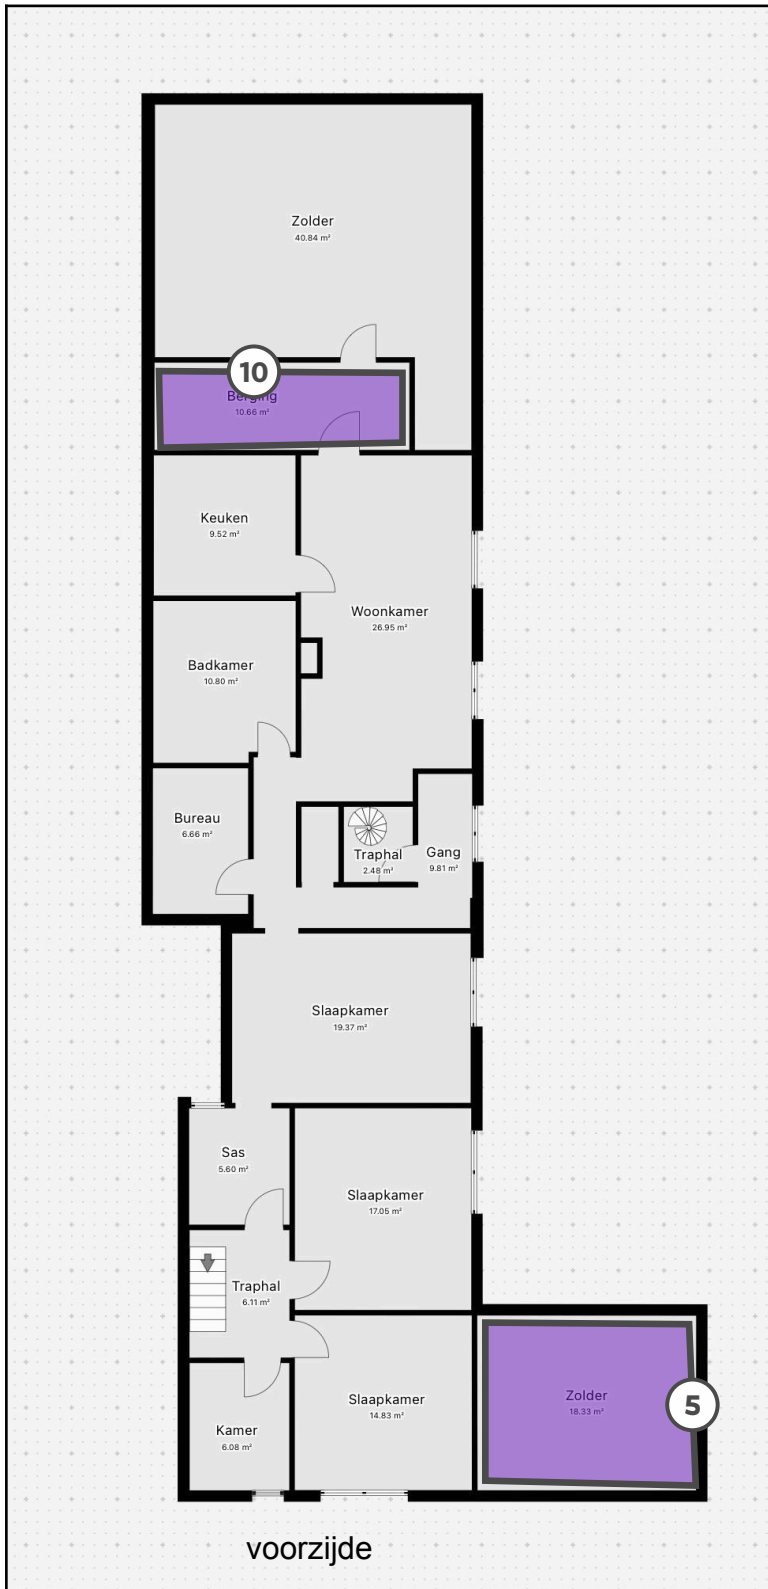 Zolder
40.84 m²
10
Berging
10.66 m²
Keuken
9.52 m²
Woonkamer
26.95 m²
Badkamer
10.80 m²
Bureau
6.66 m²
Traphal
2.48 m²
Gang
9.81 m²
Slaapkamer
19.37 m²
Sas
5.60 m²
Slaapkamer
17.05 m²
Traphal
6.11 m²
Zolder
18.33 m²
5
Slaapkamer
14.83 m²
Kamer
6.08 m²
voorzijde